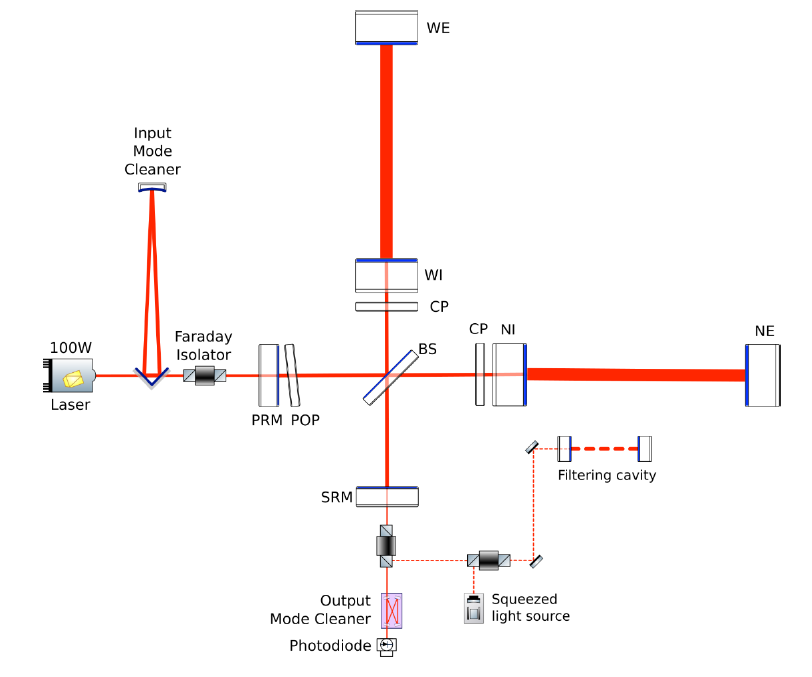 WE
Input
Mode
Cleaner
WI
CP
Faraday
Isolator
100W
Laser
PRM POP
BS
CP NI
NE
Filtering cavity
SRM
Output
Mode Cleaner
Squeezed
light source
Photodiode